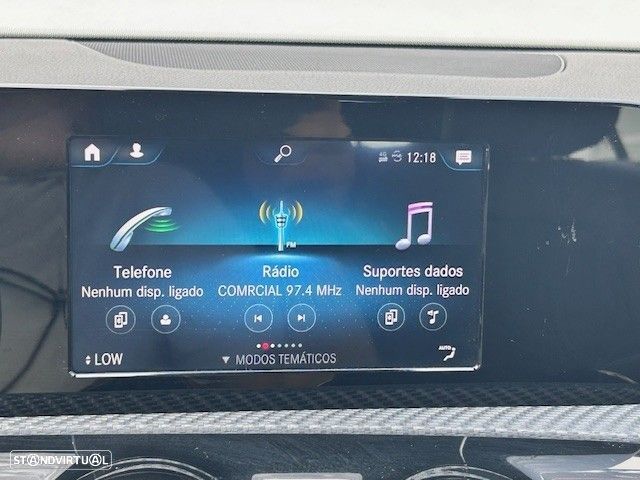 4G
12:18
FM
Telefone
Nenhum disp. ligado
Rádio
COMRCIAL 97.4 MHz
Suportes dados
Nenhum disp. ligado
LOW
MODOS TEMÁTICOS
AUTO
STANDVIRTUAL